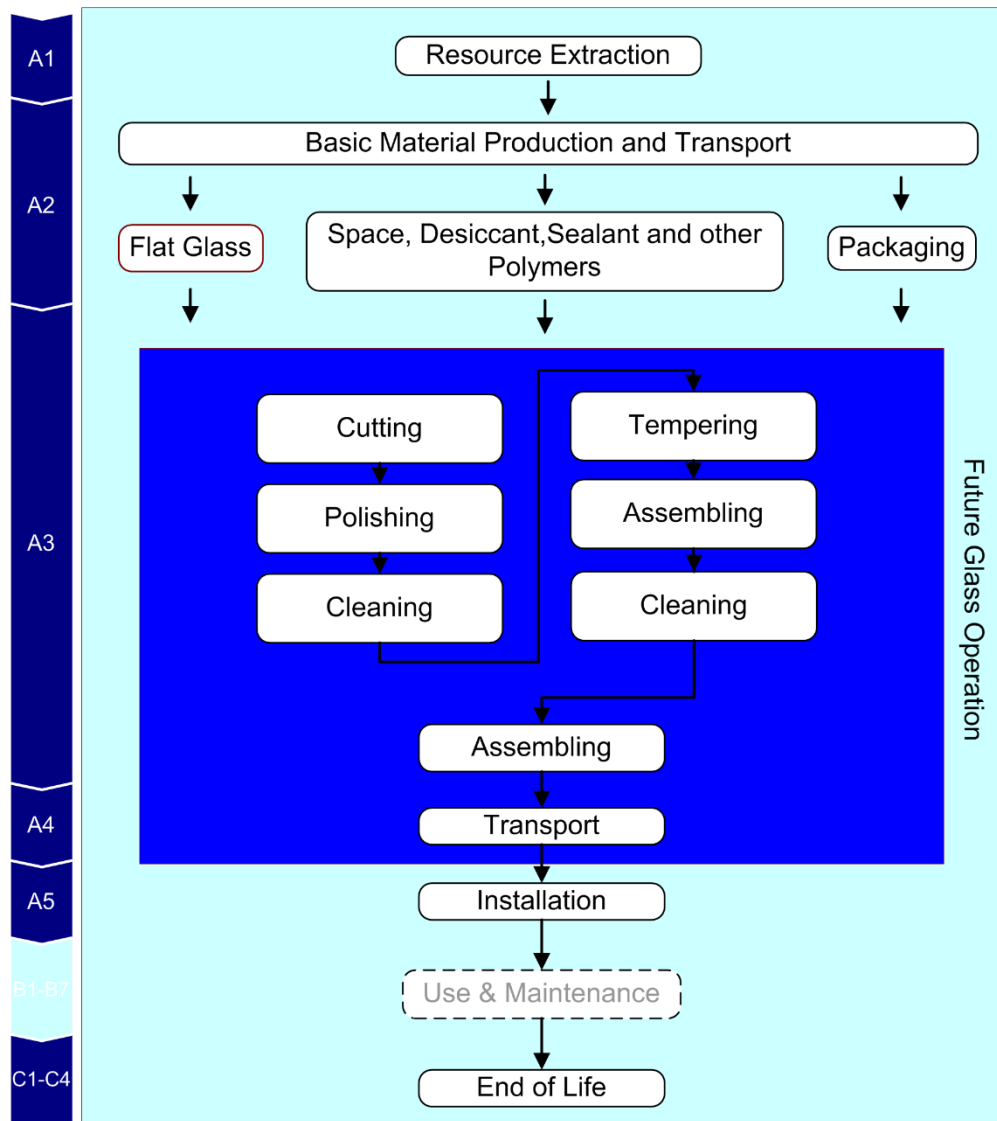 A1
Resource Extraction
Basic Material Production and Transport
A2
Flat Glass
Space, Desiccant,Sealant and other
Polymers
Packaging
A3
Cutting
Polishing
Cleaning
Tempering
Assembling
Cleaning
Assembling
Future Glass Operation
A4
Transport
A5
Installation
B1-B7
Use & Maintenance
C1-C4
End of Life